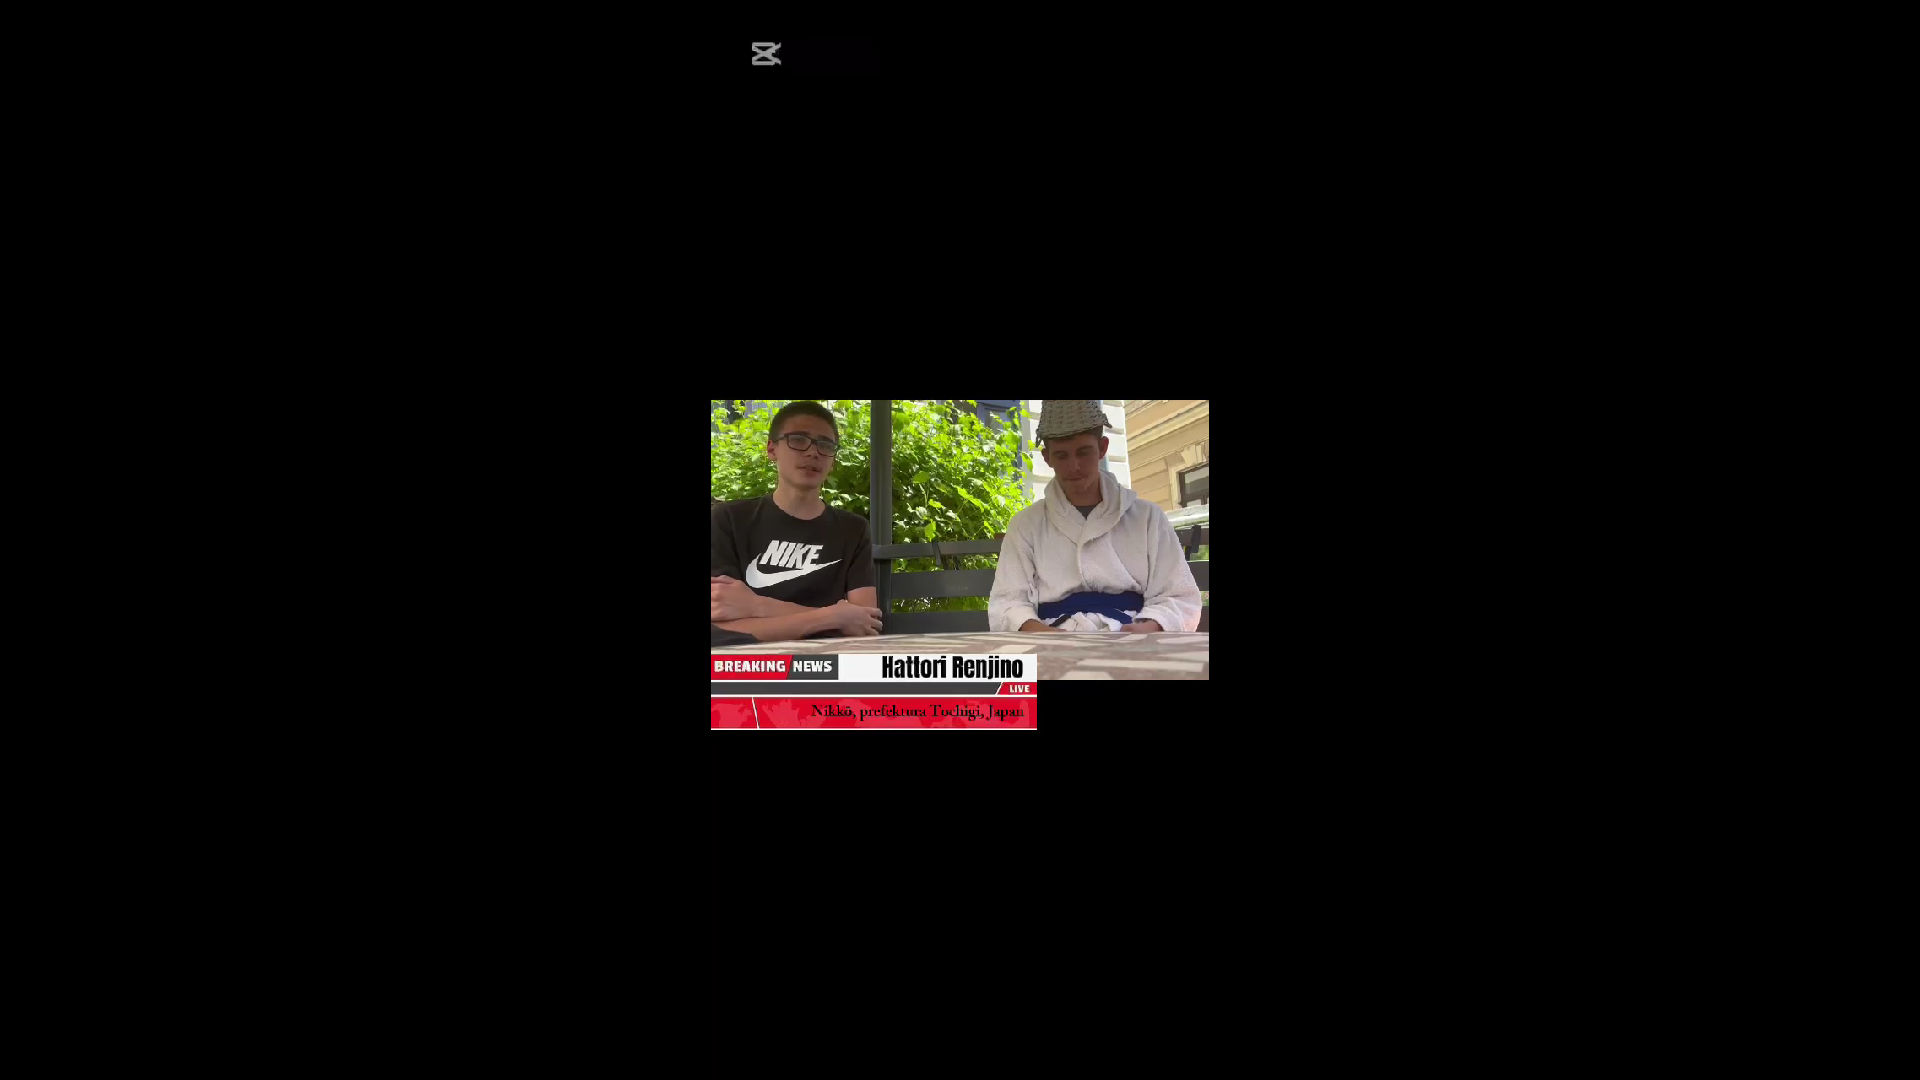 NIKE
BREAKING NEWS
Hattori Renjino
LIVE
Nikkō, prefektura Tochigi, Japan